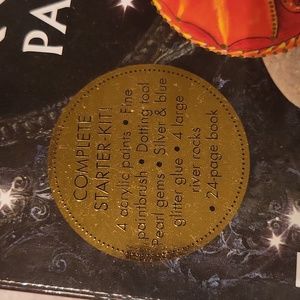 PA
COMPLETE
STARTER-KIT!
4 acrylic paints • Fine
paintbrush • Dotting tool
Pearl gems • Silver & blue
glitter glue • 4 large
river rocks
• 24-page book